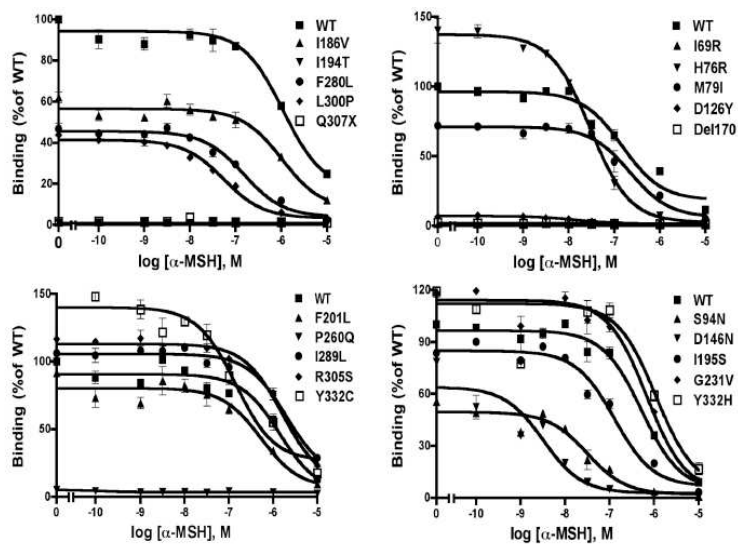 Binding (%of WT)
100
80
60
40
20
0
0
-10
-9
-8
-7
-6
-5
log [α-MSH], M
WT
I186V
I194T
F280L
L300P
Q307X
Binding (%of WT)
150
100
50
0
0
-10
-9
-8
-7
-6
-5
log [α-MSH], M
WT
I69R
H76R
M79I
D126Y
Del170
Binding (% of WT)
150
100
50
0
0
-10
-9
-8
-7
-6
-5
log [α-MSH], M
WT
F201L
P260Q
I289L
R305S
Y332C
Binding (% of WT)
120
90
60
30
0
0
-10
-9
-8
-7
-6
-5
log [α-MSH], M
WT
S94N
D146N
I195S
G231V
Y332H